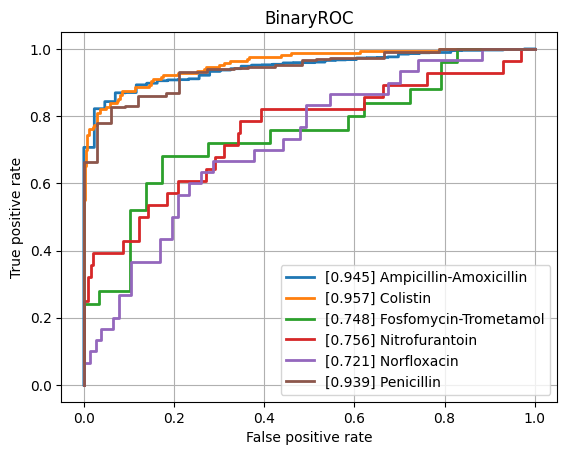 BinaryROC
True positive rate
1.0
0.8
0.6
0.4
0.2
0.0
[0.945] Ampicillin-Amoxicillin
[0.957] Colistin
[0.748] Fosfomycin-Trometamol
[0.756] Nitrofurantoin
[0.721] Norfloxacin
[0.939] Penicillin
0.0 0.2 0.4 0.6 0.8 1.0
False positive rate